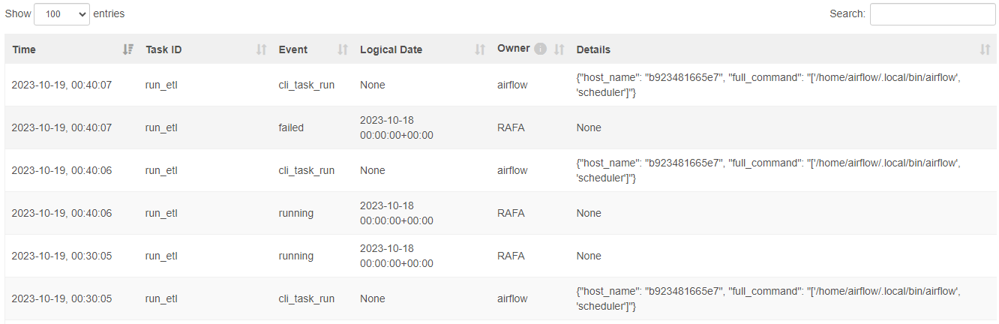 Show 100 entries Search:
Time Task ID Event Logical Date Owner Details
2023-10-19, 00:40:07 run_etl cli_task_run None airflow {"host_name": "b923481665e7", "full_command": "['/home/airflow/.local/bin/airflow',
'scheduler']"}
2023-10-19, 00:40:07 run_etl failed 2023-10-18
00:00:00+00:00 RAFA None
2023-10-19, 00:40:06 run_etl cli_task_run None airflow {"host_name": "b923481665e7", "full_command": "['/home/airflow/.local/bin/airflow',
'scheduler']"}
2023-10-19, 00:40:06 run_etl running 2023-10-18
00:00:00+00:00 RAFA None
2023-10-19, 00:30:05 run_etl running 2023-10-18
00:00:00+00:00 RAFA None
2023-10-19, 00:30:05 run_etl cli_task_run None airflow {"host_name": "b923481665e7", "full_command": "['/home/airflow/.local/bin/airflow',
'scheduler']"}